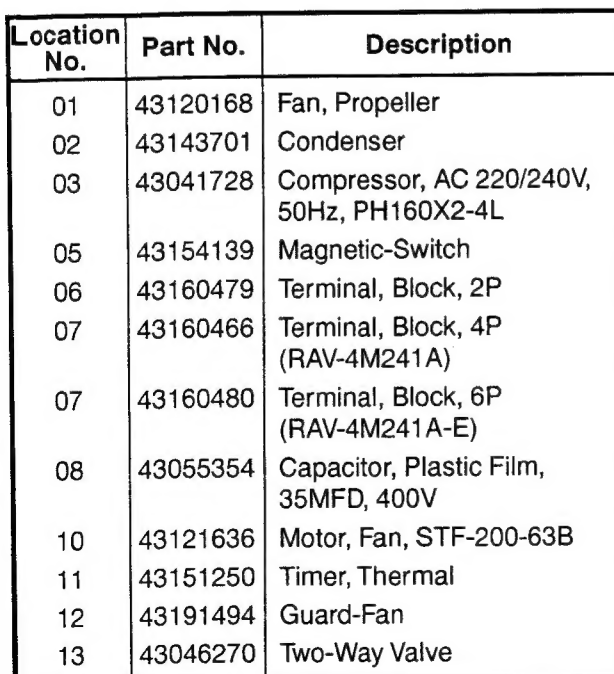 Location No. Part No. Description
01 43120168 Fan, Propeller
02 43143701 Condenser
03 43041728 Compressor, AC 220/240V,
50Hz, PH160X2-4L
05 43154139 Magnetic-Switch
06 43160479 Terminal, Block, 2P
07 43160466 Terminal, Block, 4P
(RAV-4M241A)
07 43160480 Terminal, Block, 6P
(RAV-4M241A-E)
08 43055354 Capacitor, Plastic Film,
35MFD, 400V
10 43121636 Motor, Fan, STF-200-63B
11 43151250 Timer, Thermal
12 43191494 Guard-Fan
13 43046270 Two-Way Valve